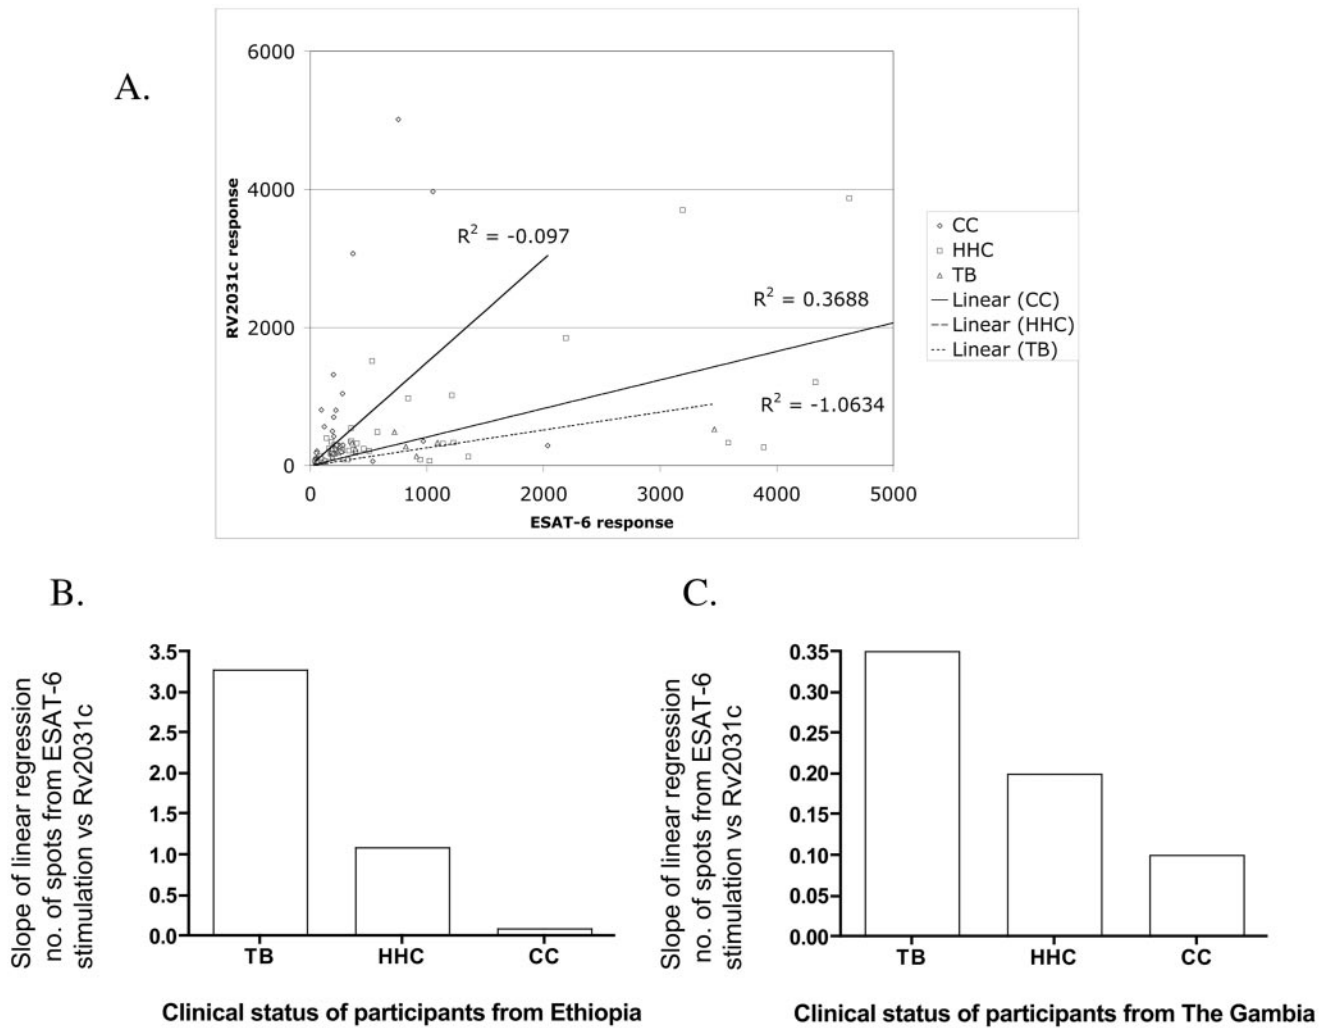 A.
6000
4000
2000
0
RV2031c response
R² = -0.097
R² = 0.3688
R² = -1.0634
0 1000 2000 3000 4000 5000
ESAT-6 response
CC
HHC
TB
Linear (CC)
Linear (HHC)
Linear (TB)
B.
Slope of linear regression
no. of spots from ESAT-6
stimulation vs Rv2031c
3.5
3.0
2.5
2.0
1.5
1.0
0.5
0.0
TB HHC CC
Clinical status of participants from Ethiopia
C.
Slope of linear regression
no. of spots from ESAT-6
stimulation vs Rv2031c
0.35
0.30
0.25
0.20
0.15
0.10
0.05
0.00
TB HHC CC
Clinical status of participants from The Gambia